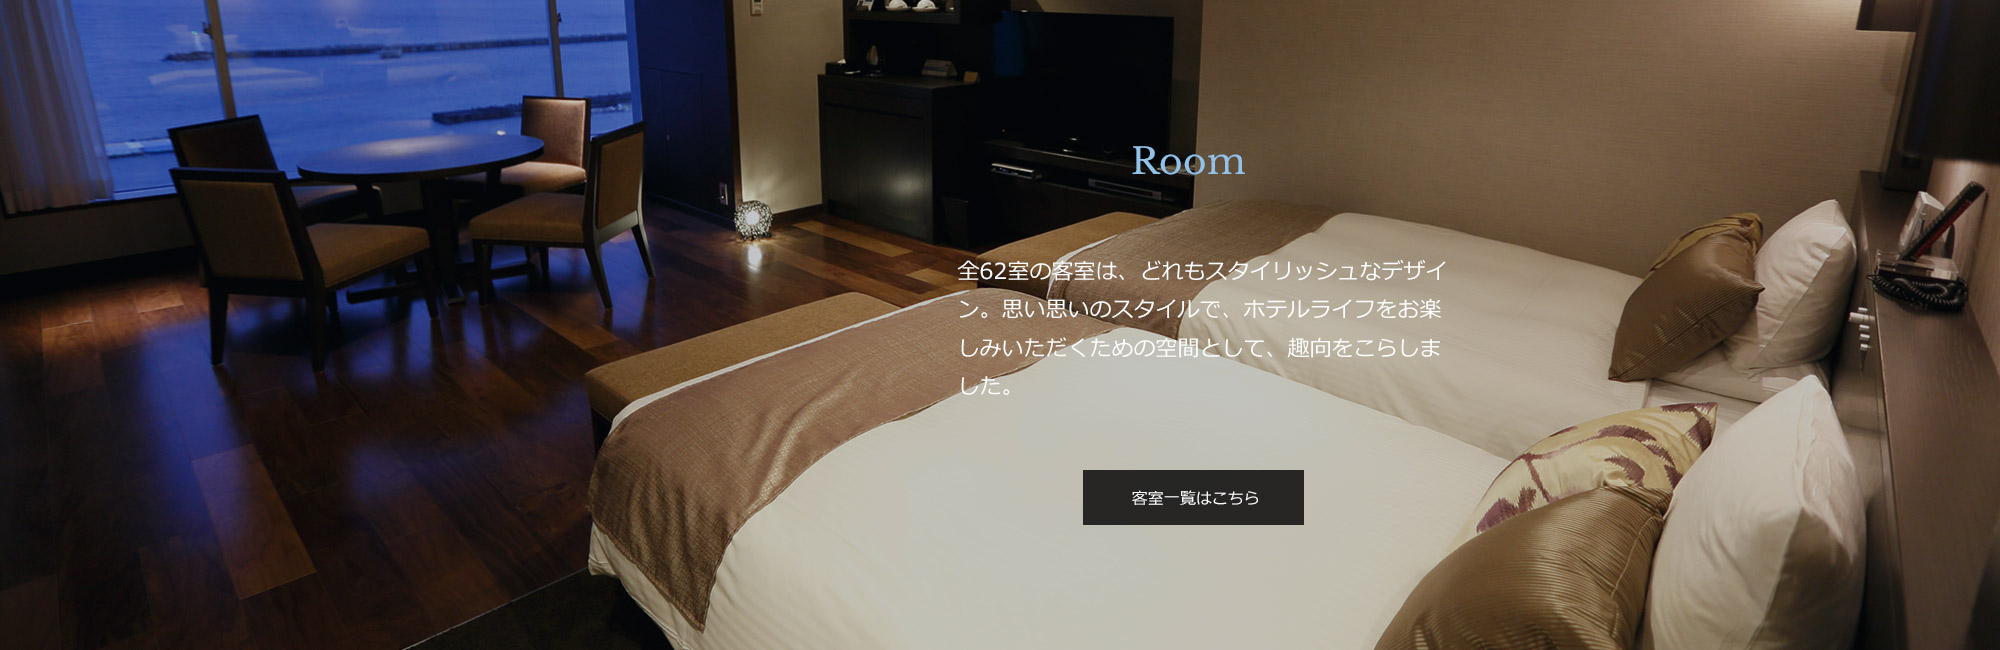 Room
全62室の客室は、どれもスタイリッシュなデザイ
ン。思い思いのスタイルで、ホテルライフをお楽
しみいただくための空間として、趣向をこらしま
した。
客室一覧はこちら